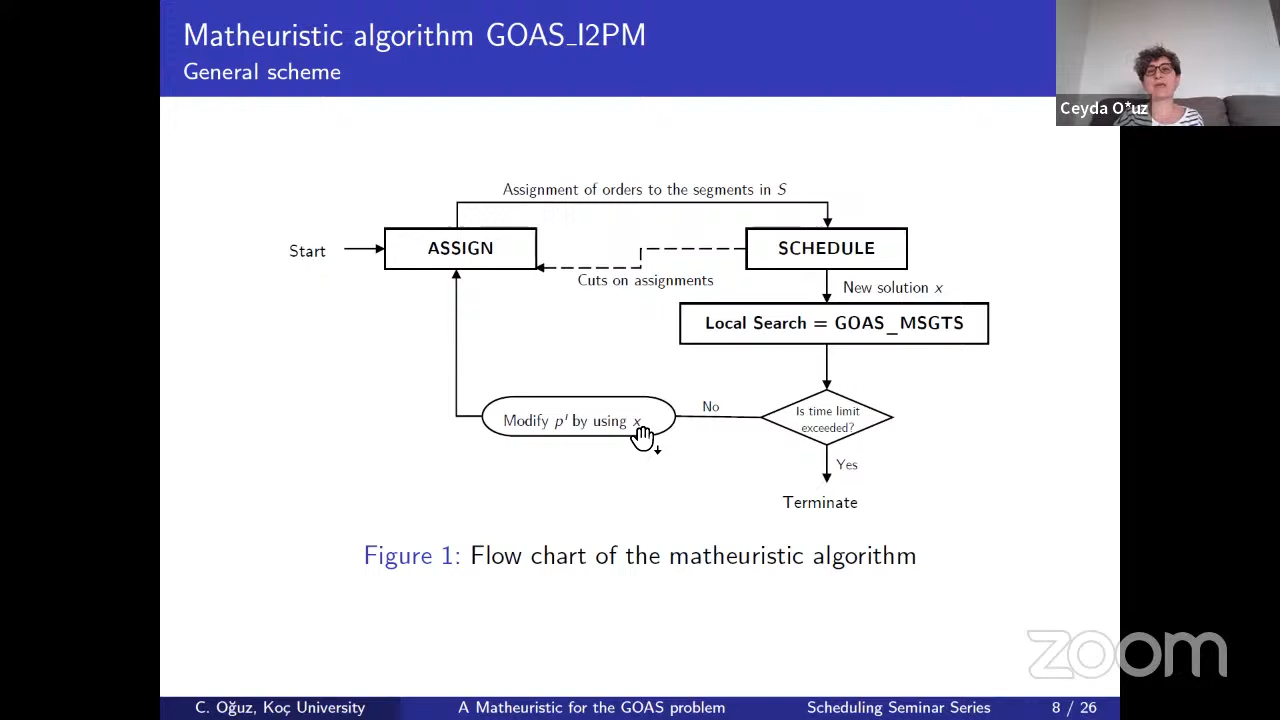 Matheuristic algorithm GOAS_I2PM
General scheme
Ceyda O*uz
Assignment of orders to the segments in S
Start
ASSIGN
SCHEDULE
Cuts on assignments
New solution x
Local Search = GOAS_MSGTS
No
Is time limit
exceeded?
Modify p' by using x
Yes
Terminate
Figure 1: Flow chart of the matheuristic algorithm
zoom
C. Oğuz, Koç University
A Matheuristic for the GOAS problem
Scheduling Seminar Series
8 / 26